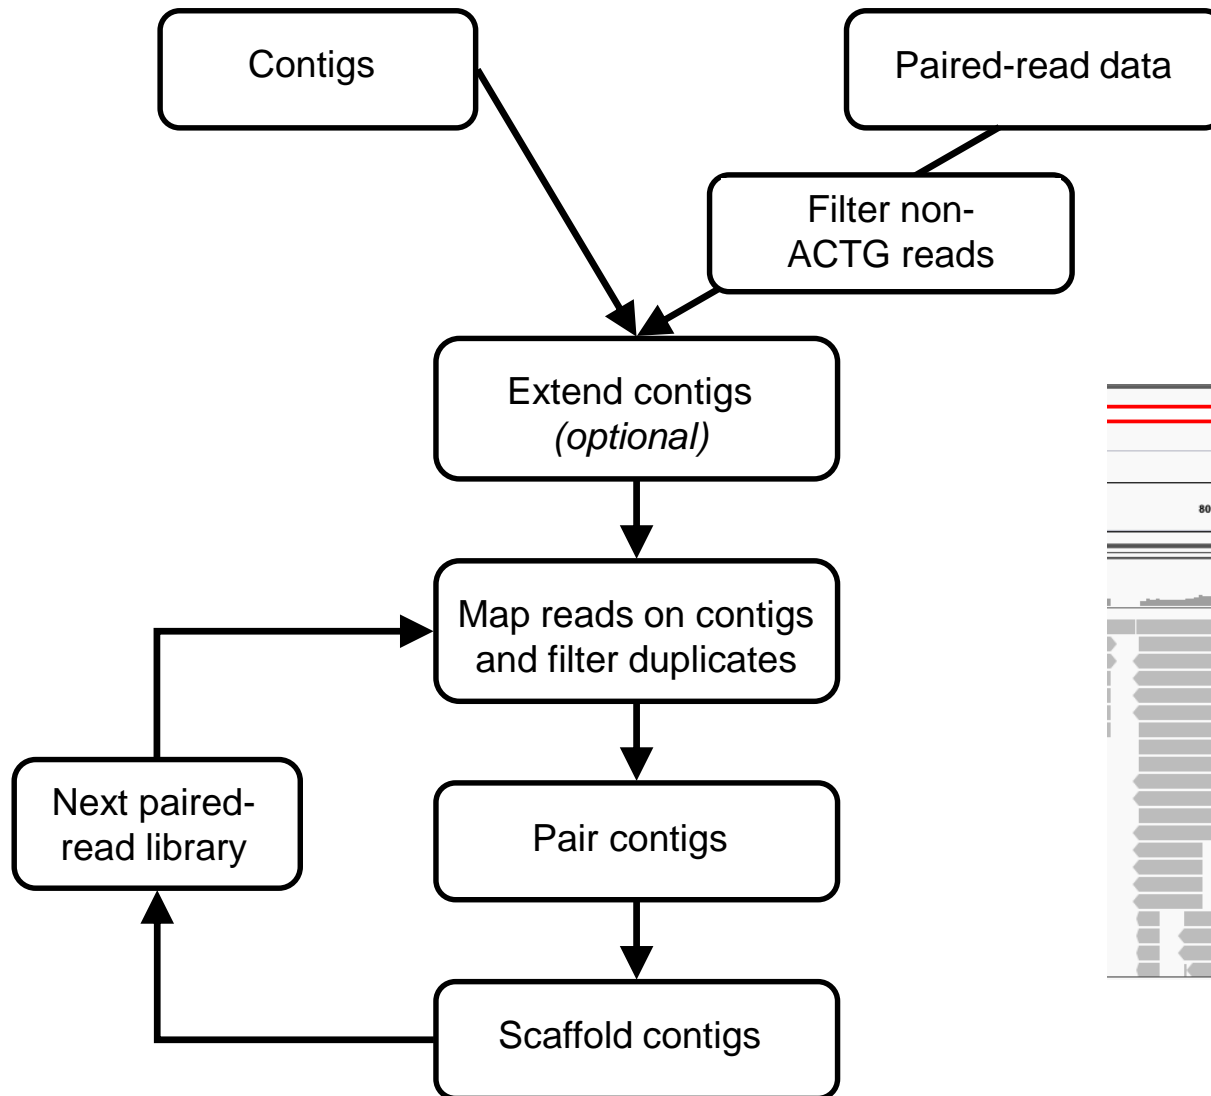 Contigs
Paired-read data
Filter non-
ACTG reads
Extend contigs
(optional)
80
Map reads on contigs
and filter duplicates
Next paired-
read library
Pair contigs
Scaffold contigs